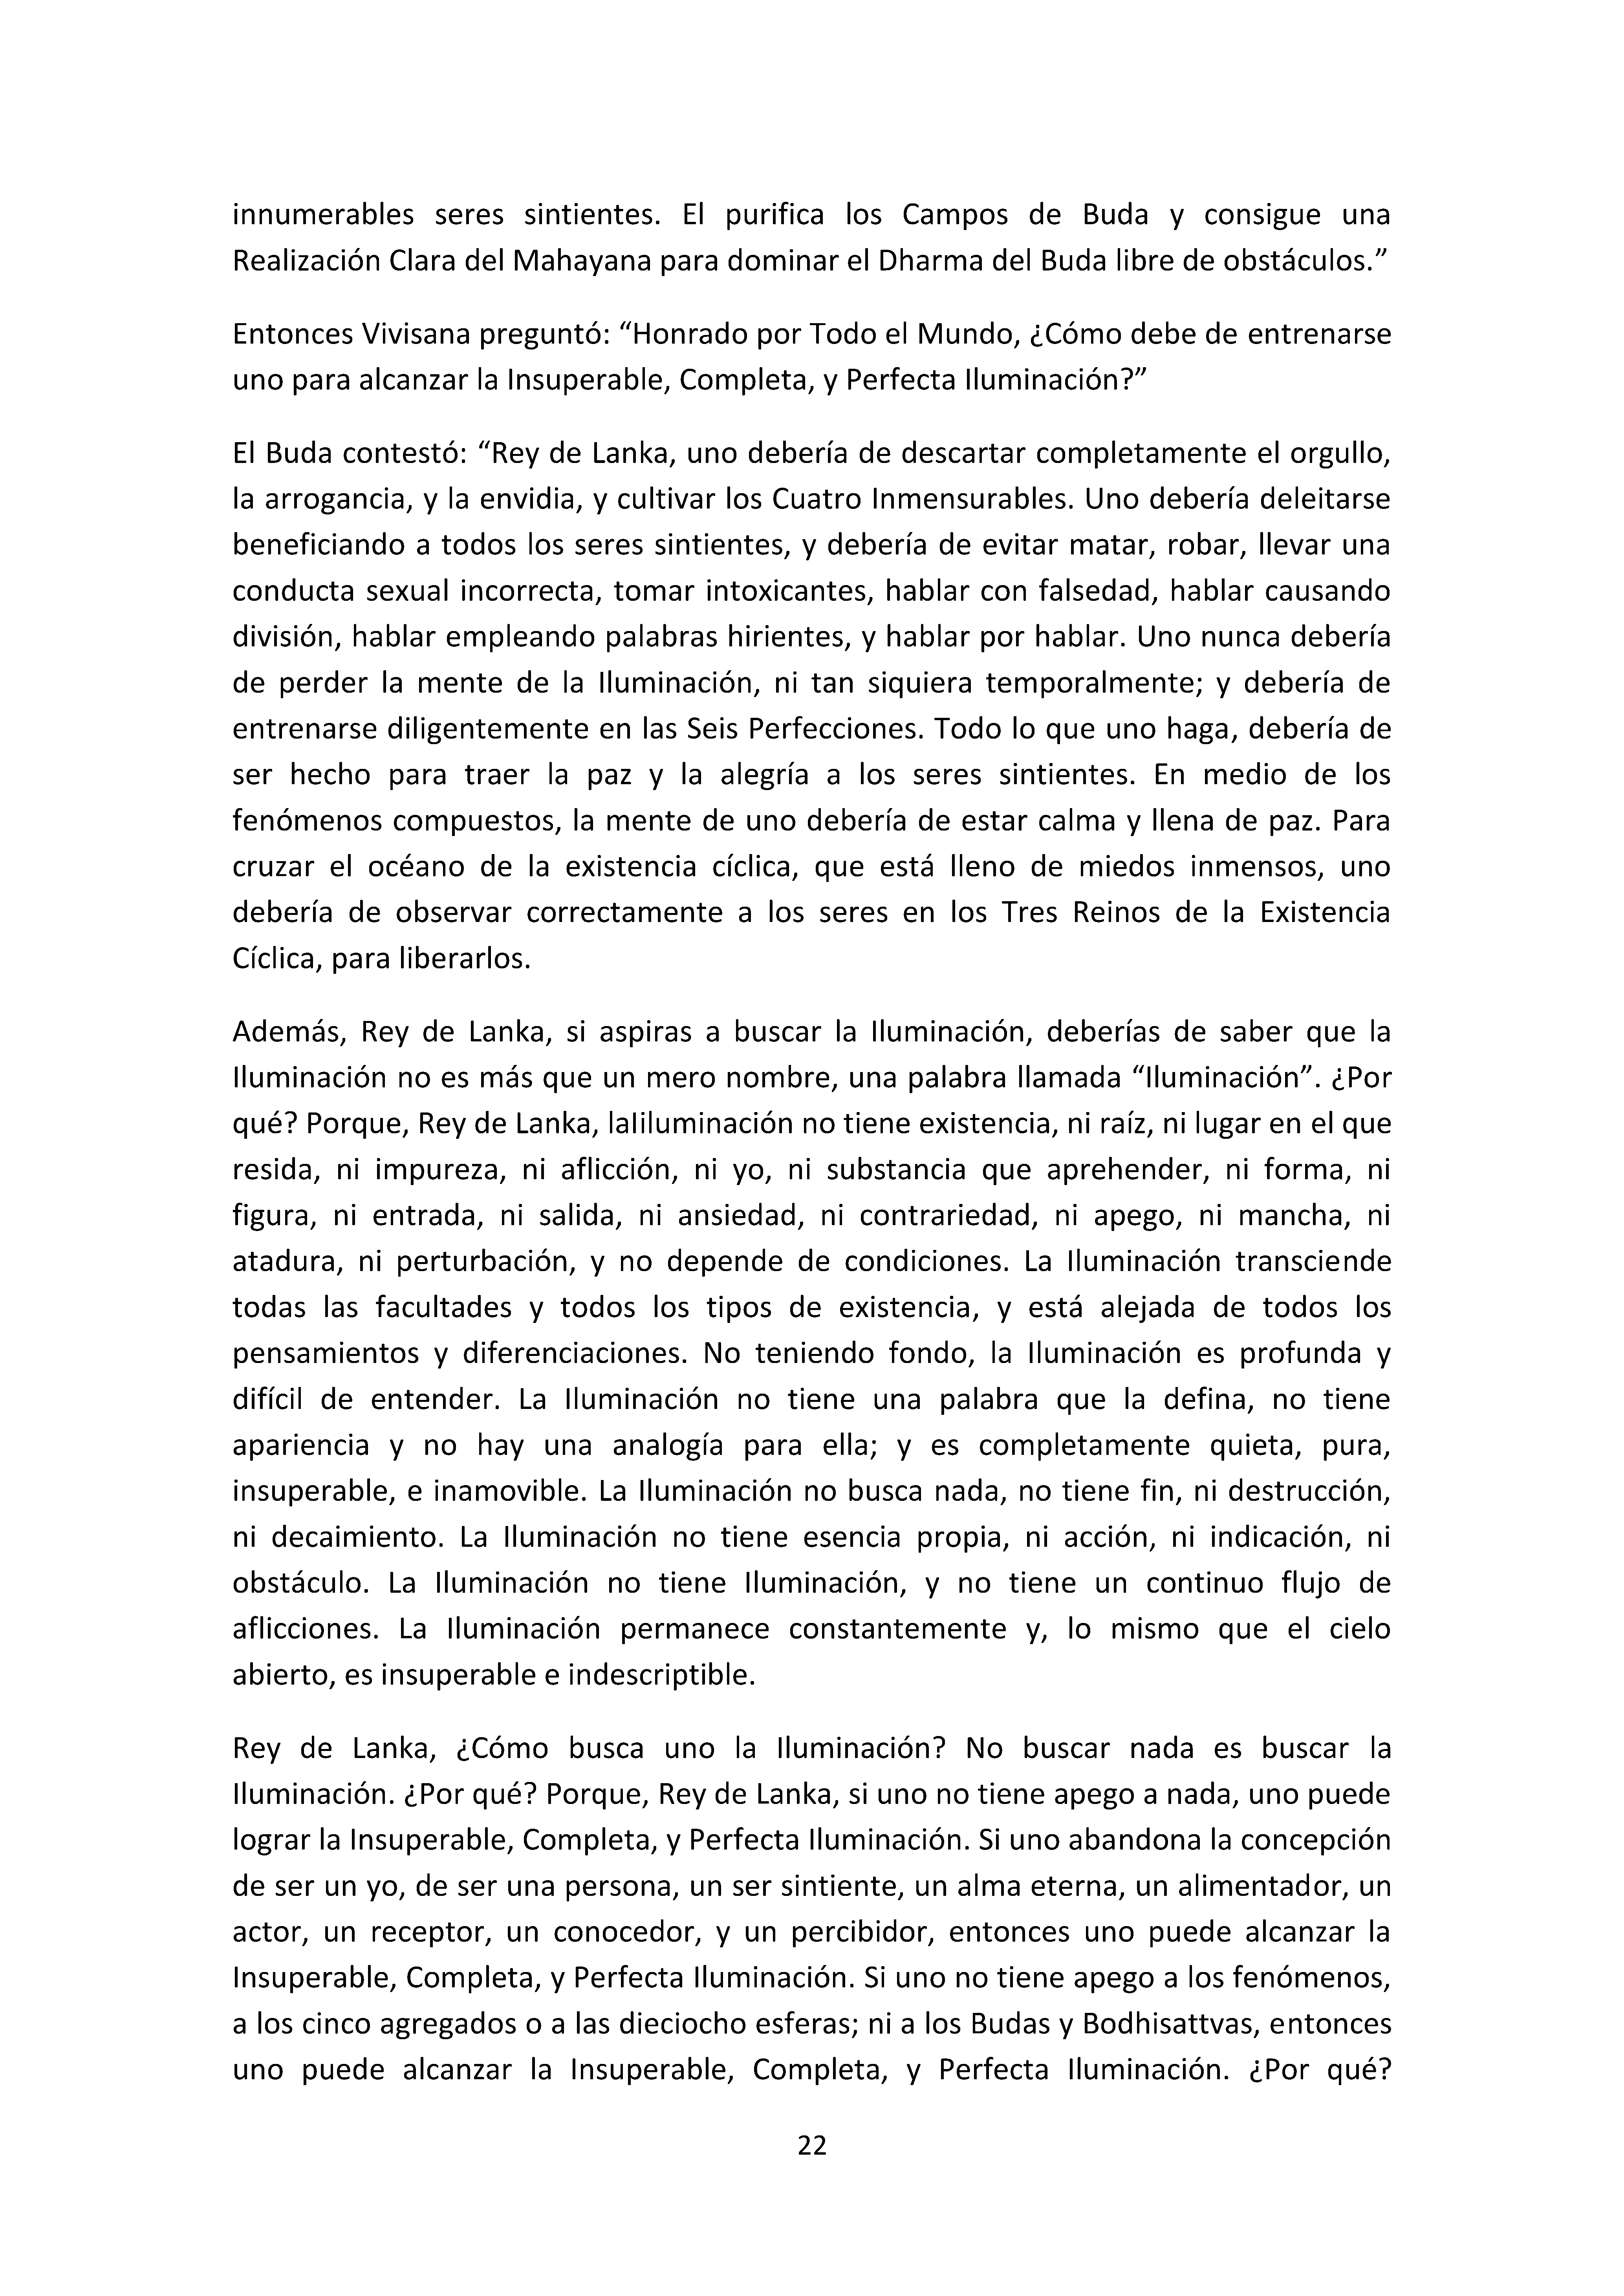 innumerables seres sintientes. El purifica los Campos de Buda y consigue una
Realización Clara del Mahayana para dominar el Dharma del Buda libre de obstáculos.”
Entonces Vivisana preguntó: “Honrado por Todo el Mundo, ¿Cómo debe de entrenarse
uno para alcanzar la Insuperable, Completa, y Perfecta Iluminación?”
El Buda contestó: “Rey de Lanka, uno debería de descartar completamente el orgullo,
la arrogancia, y la envidia, y cultivar los Cuatro Inmensurables. Uno debería deleitarse
beneficiando a todos los seres sintientes, y debería de evitar matar, robar, llevar una
conducta sexual incorrecta, tomar intoxicantes, hablar con falsedad, hablar causando
división, hablar empleando palabras hirientes, y hablar por hablar. Uno nunca debería
de perder la mente de la Iluminación, ni tan siquiera temporalmente; y debería de
entrenarse diligentemente en las Seis Perfecciones. Todo lo que uno haga, debería de
ser hecho para traer la paz y la alegría a los seres sintientes. En medio de los
fenómenos compuestos, la mente de uno debería de estar calma y llena de paz. Para
cruzar el océano de la existencia cíclica, que está lleno de miedos inmensos, uno
debería de observar correctamente a los seres en los Tres Reinos de la Existencia
Cíclica, para liberarlos.
Además, Rey de Lanka, si aspiras a buscar la Iluminación, deberías de saber que la
Iluminación no es más que un mero nombre, una palabra llamada “Iluminación”. ¿Por
qué? Porque, Rey de Lanka, laIiluminación no tiene existencia, ni raíz, ni lugar en el que
resida, ni impureza, ni aflicción, ni yo, ni substancia que aprehender, ni forma, ni
figura, ni entrada, ni salida, ni ansiedad, ni contrariedad, ni apego, ni mancha, ni
atadura, ni perturbación, y no depende de condiciones. La Iluminación transciende
todas las facultades y todos los tipos de existencia, y está alejada de todos los
pensamientos y diferenciaciones. No teniendo fondo, la Iluminación es profunda y
difícil de entender. La Iluminación no tiene una palabra que la defina, no tiene
apariencia y no hay una analogía para ella; y es completamente quieta, pura,
insuperable, e inamovible. La Iluminación no busca nada, no tiene fin, ni destrucción,
ni decaimiento. La Iluminación no tiene esencia propia, ni acción, ni indicación, ni
obstáculo. La Iluminación no tiene Iluminación, y no tiene un continuo flujo de
aflicciones. La Iluminación permanece constantemente y, lo mismo que el cielo
abierto, es insuperable e indescriptible.
Rey de Lanka, ¿Cómo busca uno la Iluminación? No buscar nada es buscar la
Iluminación. ¿Por qué? Porque, Rey de Lanka, si uno no tiene apego a nada, uno puede
lograr la Insuperable, Completa, y Perfecta Iluminación. Si uno abandona la concepción
de ser un yo, de ser una persona, un ser sintiente, un alma eterna, un alimentador, un
actor, un receptor, un conocedor, y un percibidor, entonces uno puede alcanzar la
Insuperable, Completa, y Perfecta Iluminación. Si uno no tiene apego a los fenómenos,
a los cinco agregados o a las dieciocho esferas; ni a los Budas y Bodhisattvas, entonces
uno puede alcanzar la Insuperable, Completa, y Perfecta Iluminación. ¿Por qué?
22